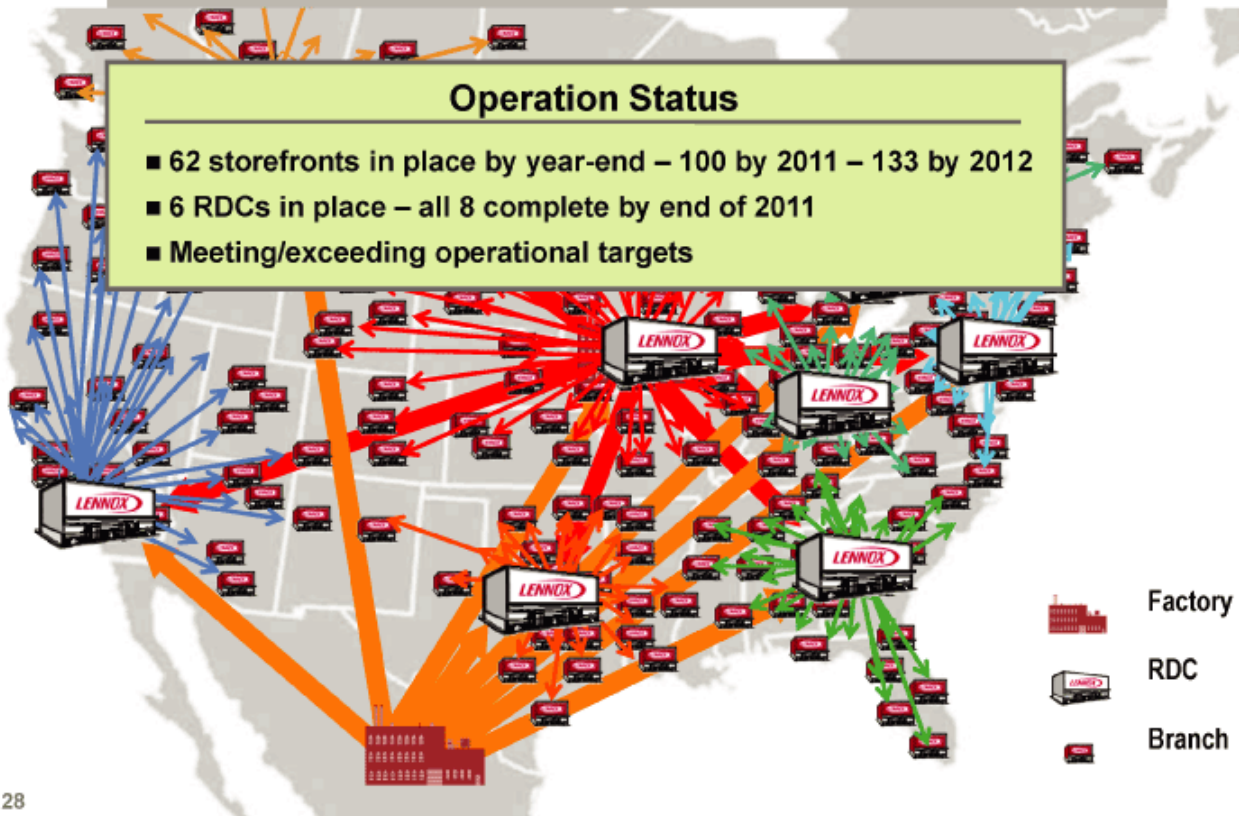 Operation Status
■ 62 storefronts in place by year-end – 100 by 2011 – 133 by 2012
■ 6 RDCs in place – all 8 complete by end of 2011
■ Meeting/exceeding operational targets
LENNOX
LENNOX
LENNOX
LENNOX
LENNOX
LENNOX
Factory
RDC
LENNOX
Branch
28